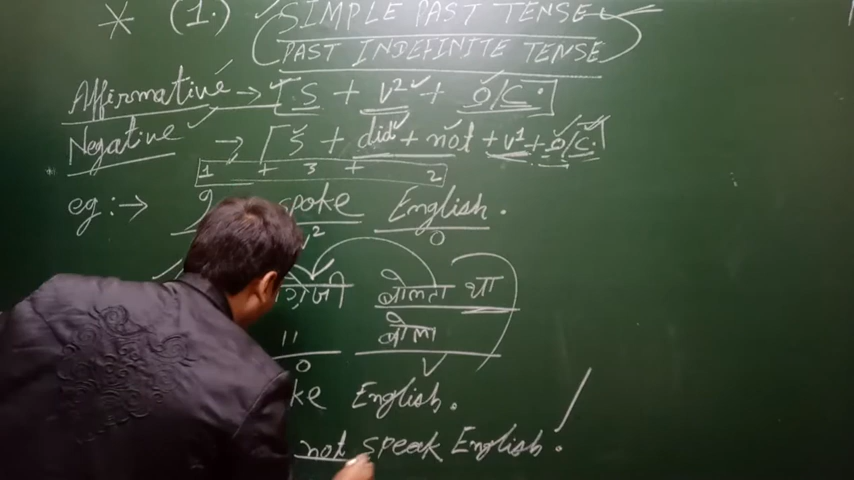 (1.) SIMPLE PAST TENSE
PAST INDEFINITE TENSE
Affirmative → [S + V² + O/C.]
Negative → [S + did + not + V¹ + O/C.]
1 + 3 + 2
eg:→ I spoke English.
V² O
बोलता था
" बोला
O V
ke English.
not speak English.